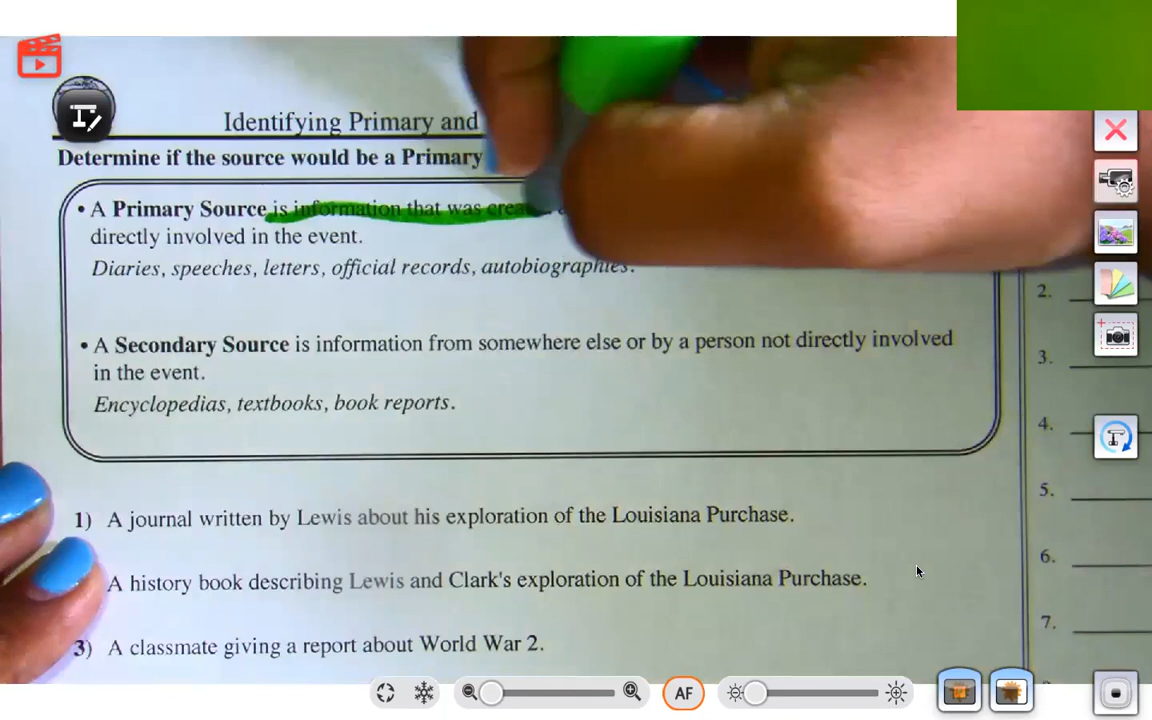 Identifying Primary and
Determine if the source would be a Primary
• A Primary Source is information that was
directly involved in the event.
Diaries, speeches, letters, official records, autobiographies.
2.
• A Secondary Source is information from somewhere else or by a person not directly involved
3.
in the event.
Encyclopedias, textbooks, book reports.
4.
5.
1) A journal written by Lewis about his exploration of the Louisiana Purchase.
6.
A history book describing Lewis and Clark's exploration of the Louisiana Purchase.
7.
3) A classmate giving a report about World War 2.
AF